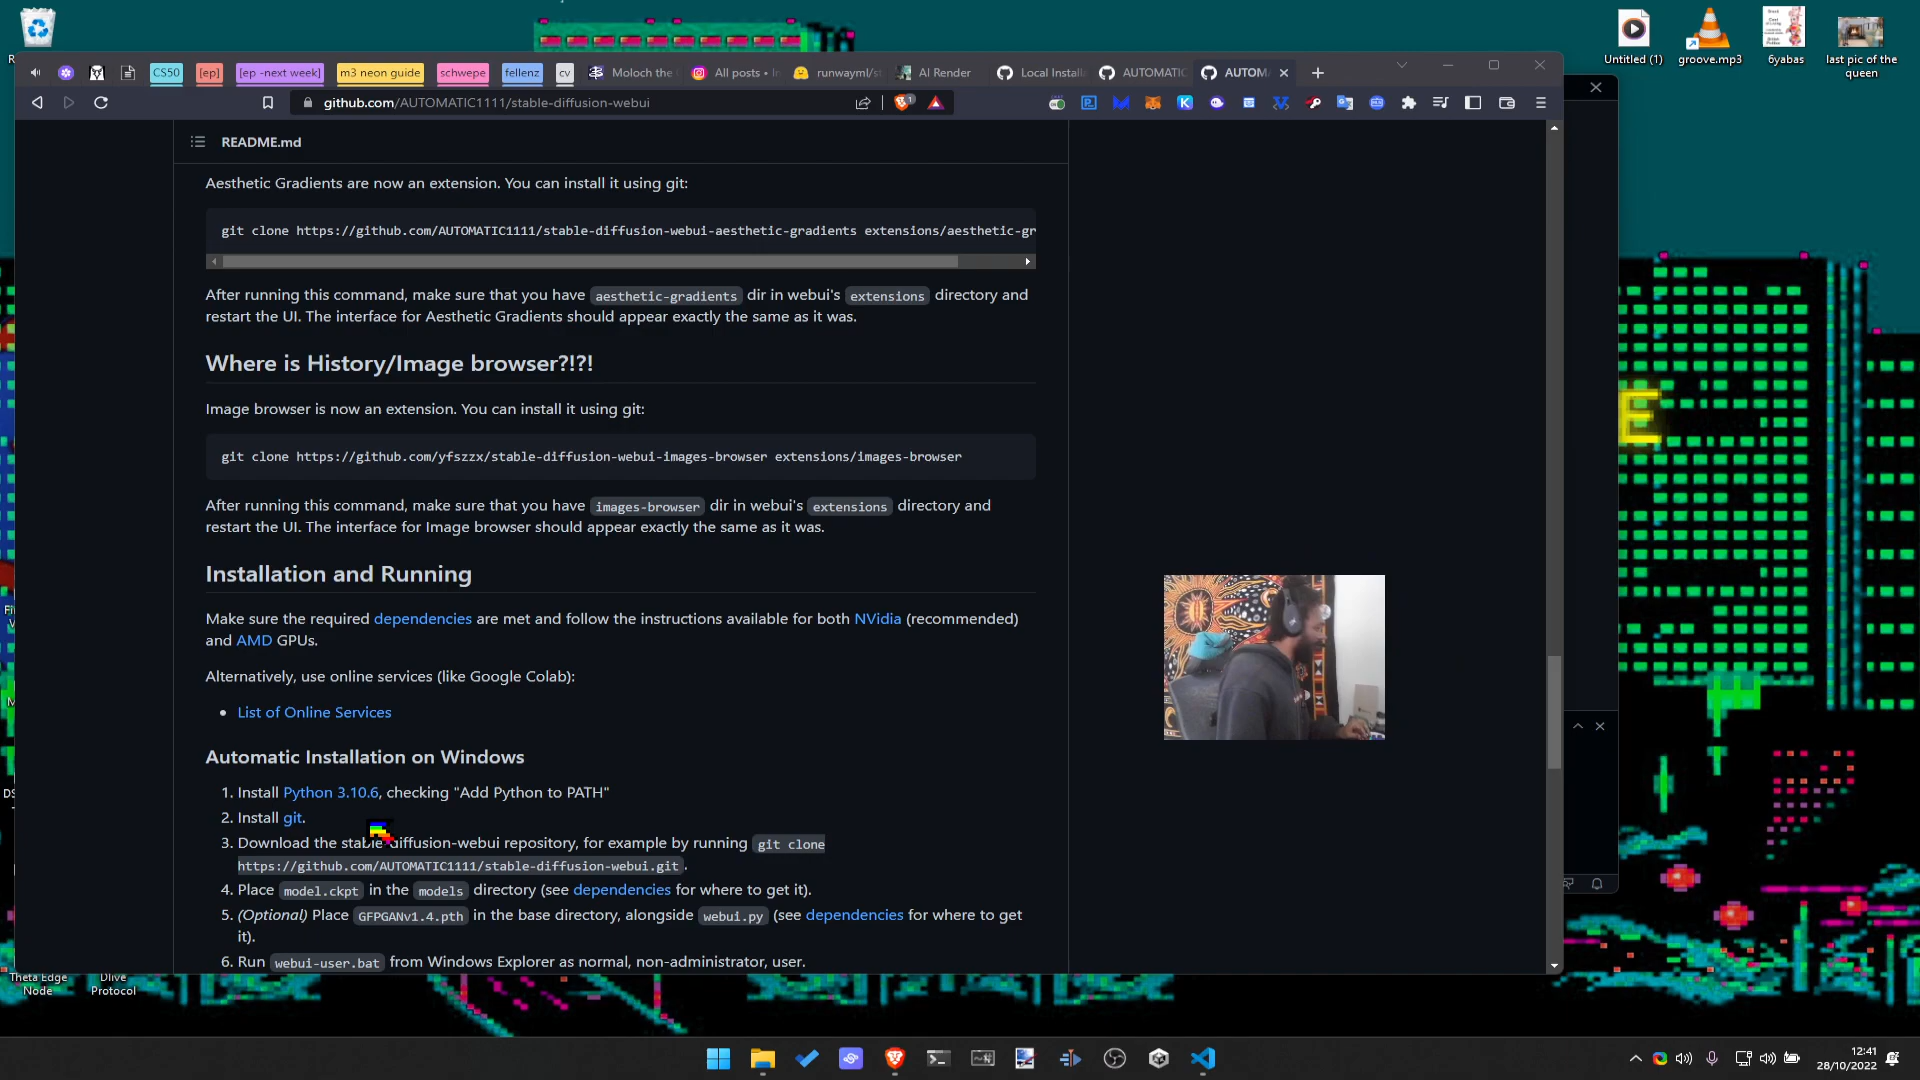 Untitled (1)
groove.mp3
6yabas
last pic of the
queen
CS50
[ep]
[ep -next week]
m3 neon guide
schwepe
fellenz
cv
Moloch the
All posts • In
runwayml/st
AI Render
Local Installa
AUTOMATIC
AUTOMA
github.com/AUTOMATIC1111/stable-diffusion-webui
README.md
Aesthetic Gradients are now an extension. You can install it using git:
git clone https://github.com/AUTOMATIC1111/stable-diffusion-webui-aesthetic-gradients extensions/aesthetic-gr
After running this command, make sure that you have aesthetic-gradients dir in webui's extensions directory and
restart the UI. The interface for Aesthetic Gradients should appear exactly the same as it was.
Where is History/Image browser?!?!
Image browser is now an extension. You can install it using git:
git clone https://github.com/yfszzx/stable-diffusion-webui-images-browser extensions/images-browser
After running this command, make sure that you have images-browser dir in webui's extensions directory and
restart the UI. The interface for Image browser should appear exactly the same as it was.
Installation and Running
Make sure the required dependencies are met and follow the instructions available for both NVidia (recommended)
and AMD GPUs.
Alternatively, use online services (like Google Colab):
• List of Online Services
Automatic Installation on Windows
1. Install Python 3.10.6, checking "Add Python to PATH"
2. Install git.
3. Download the stable-diffusion-webui repository, for example by running git clone
https://github.com/AUTOMATIC1111/stable-diffusion-webui.git.
4. Place model.ckpt in the models directory (see dependencies for where to get it).
5. (Optional) Place GFPGANv1.4.pth in the base directory, alongside webui.py (see dependencies for where to get
it).
6. Run webui-user.bat from Windows Explorer as normal, non-administrator, user.
E
Theta Edge
Node
Dlive
Protocol
12:41
28/10/2022